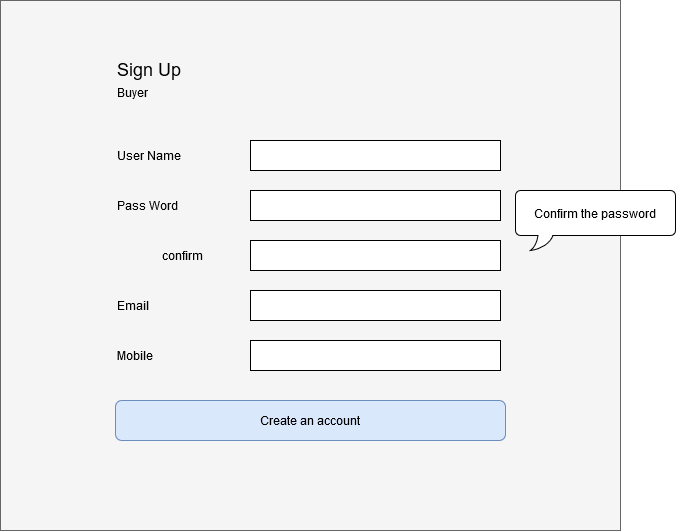 Sign Up
Buyer
User Name
Pass Word
Confirm the password
confirm
Email
Mobile
Create an account